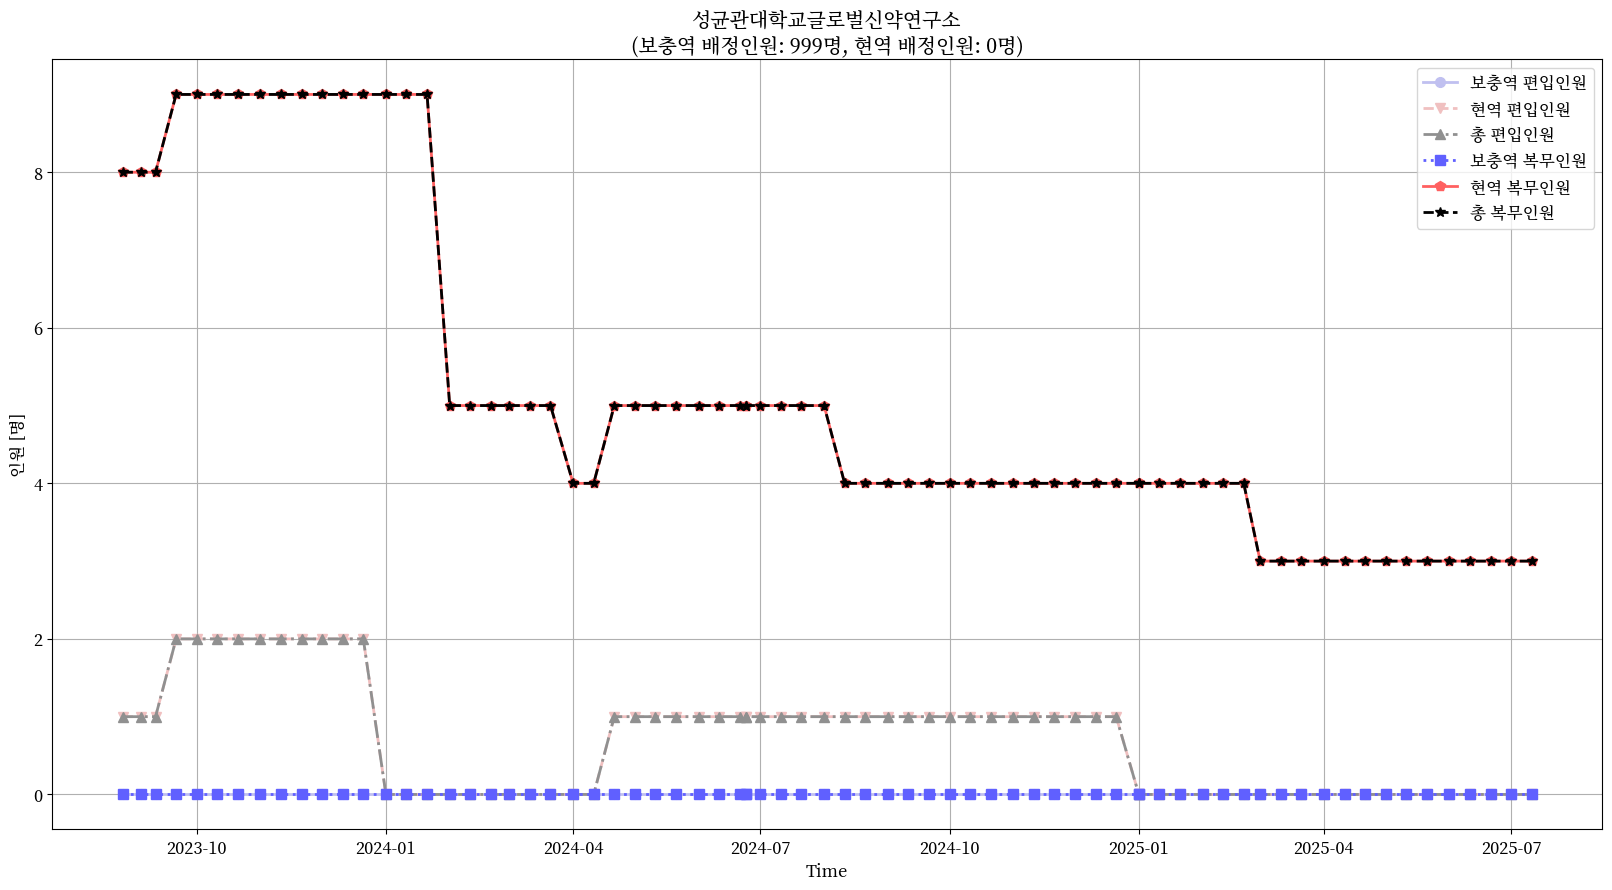 성균관대학교글로벌신약연구소
(보충역 배정인원: 999명, 현역 배정인원: 0명)
보충역 편입인원
현역 편입인원
총 편입인원
보충역 복무인원
현역 복무인원
총 복무인원
인원 [명]
8
6
4
2
0
2023-10 2024-01 2024-04 2024-07 2024-10 2025-01 2025-04 2025-07
Time